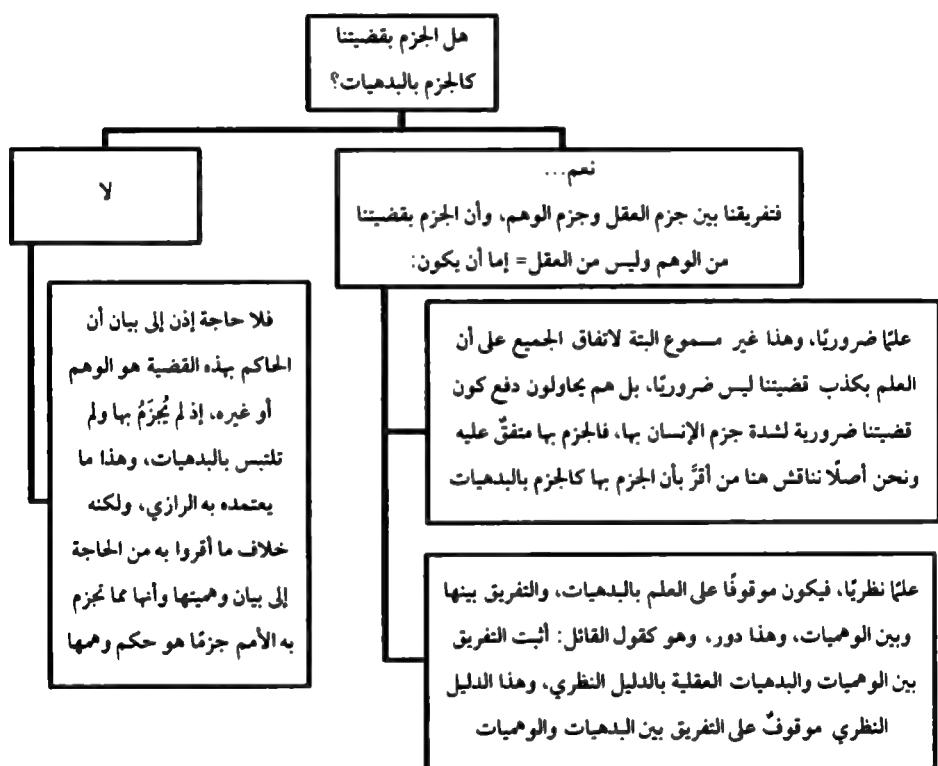 هل الجزم بقضيتنا
كالجزم بالبدهيات؟
نعم...
فتفريقنا بين جزم العقل وجزم الوهم، وأن الجزم بقضيتنا
من الوهم وليس من العقل= إما أن يكون:
علمًا ضروريًا، وهذا غير مسموع البتة لاتفاق الجميع على أن
العلم بكذب قضيتنا ليس ضروريًا، بل هم يحاولون دفع كون
قضيتنا ضرورية لشدة جزم الإنسان بها، فالجزم بها متفقٌ عليه
ونحن أصلًا نناقش هنا من أقرَّ بأن الجزم بها كالجزم بالبدهيات
علمًا نظريًا، فيكون موقوفًا على العلم بالبدهيات، والتفريق بينها
وبين الوهميات، وهذا دور، وهو كقول القائل: أثبت التفريق
بين الوهميات والبدهيات العقلية بالدليل النظري، وهذا الدليل
النظري موقوفٌ على التفريق بين البدهيات والوهميات
لا
فلا حاجة إذن إلى بيان أن
الحاكم بهذه القضية هو الوهم
أو غيره، إذ لم يُجزَمُ بها ولم
تلتبس بالبدهيات، وهذا ما
يعتمده به الرازي، ولكنه
خلاف ما أقروا به من الحاجة
إلى بيان وهميتها وأنها مما تجزم
به الأمم جزمًا هو حكم وهمها